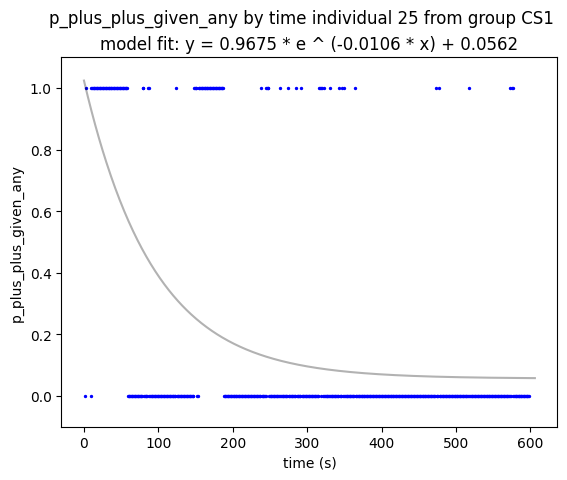 p_plus_plus_given_any by time individual 25 from group CS1
model fit: y = 0.9675 * e ^ (-0.0106 * x) + 0.0562
1.0
0.8
0.6
0.4
0.2
0.0
p_plus_plus_given_any
0 100 200 300 400 500 600
time (s)